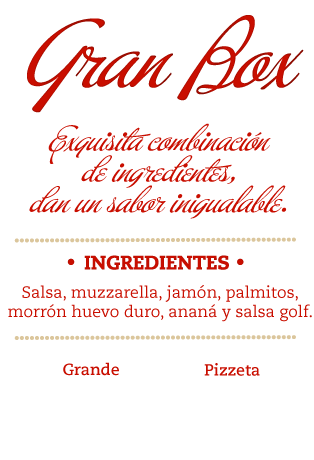 Gran Box
Exquisita combinación
de ingredientes,
dan un sabor inigualable.
• INGREDIENTES •
Salsa, muzzarella, jamón, palmitos,
morrón huevo duro, ananá y salsa golf.
Grande Pizzeta